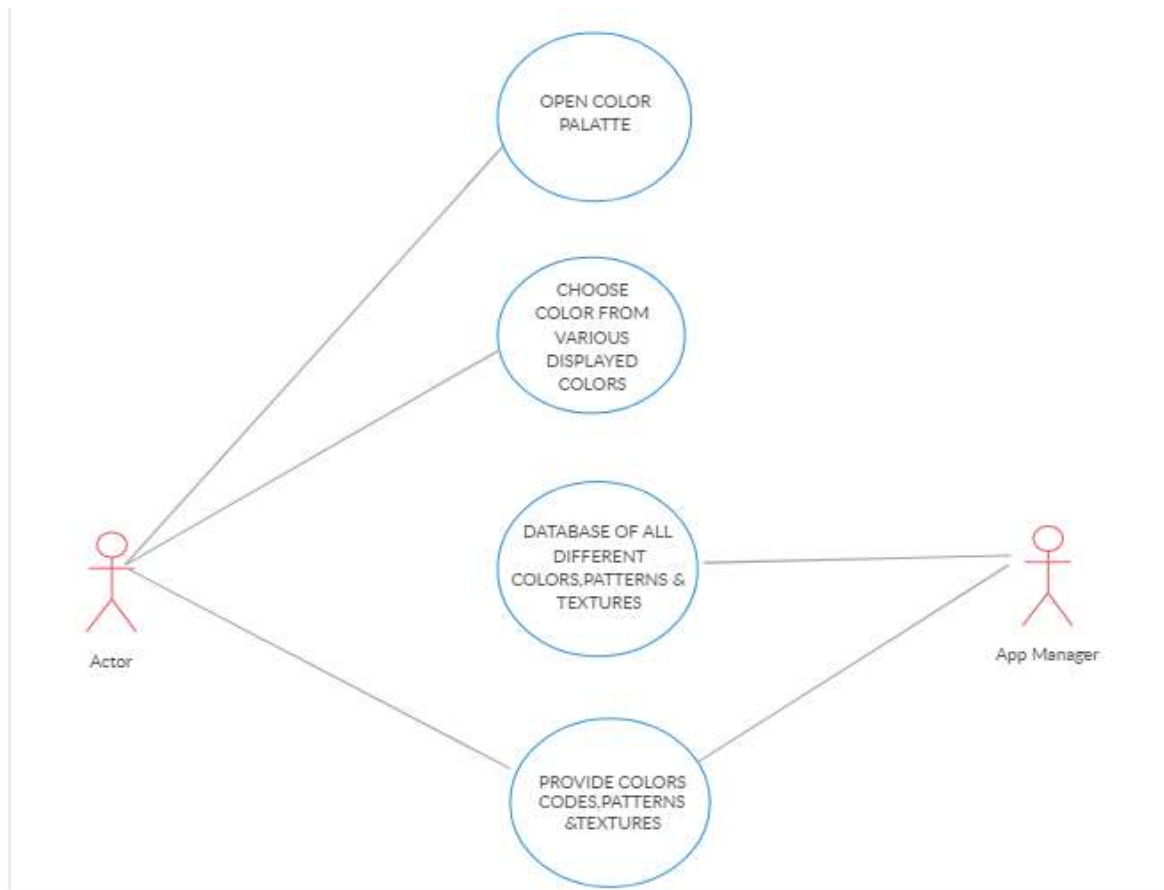 OPEN COLOR
PALATTE
CHOOSE
COLOR FROM
VARIOUS
DISPLAYED
COLORS
DATABASE OF ALL
DIFFERENT
COLORS,PATTERNS &
TEXTURES
Actor
App Manager
PROVIDE COLORS
CODES,PATTERNS
&TEXTURES